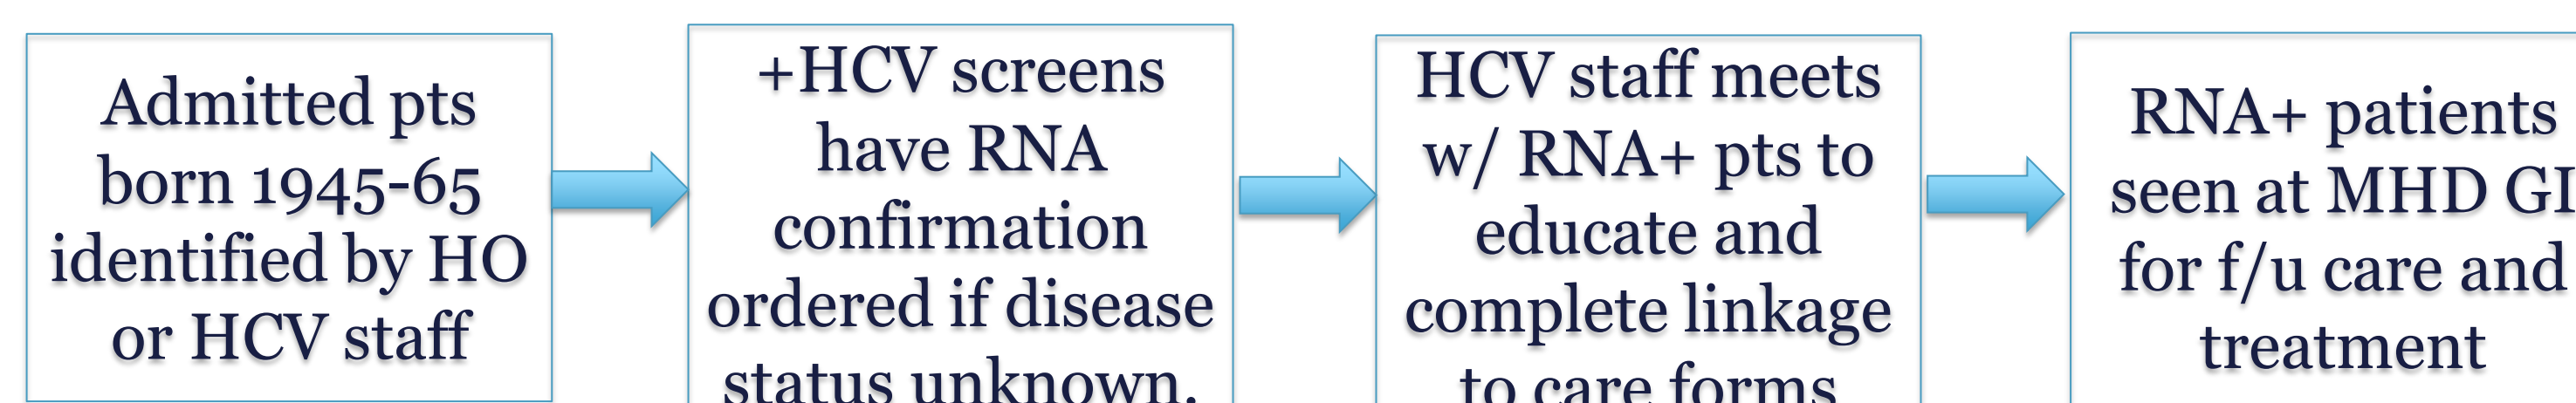 Admitted pts
born 1945-65
identified by HO
or HCV staff
+HCV screens
have RNA
confirmation
ordered if disease
status unknown.
HCV staff meets
w/ RNA+ pts to
educate and
complete linkage
to care forms
RNA+ patients
seen at MHD GI
for f/u care and
treatment